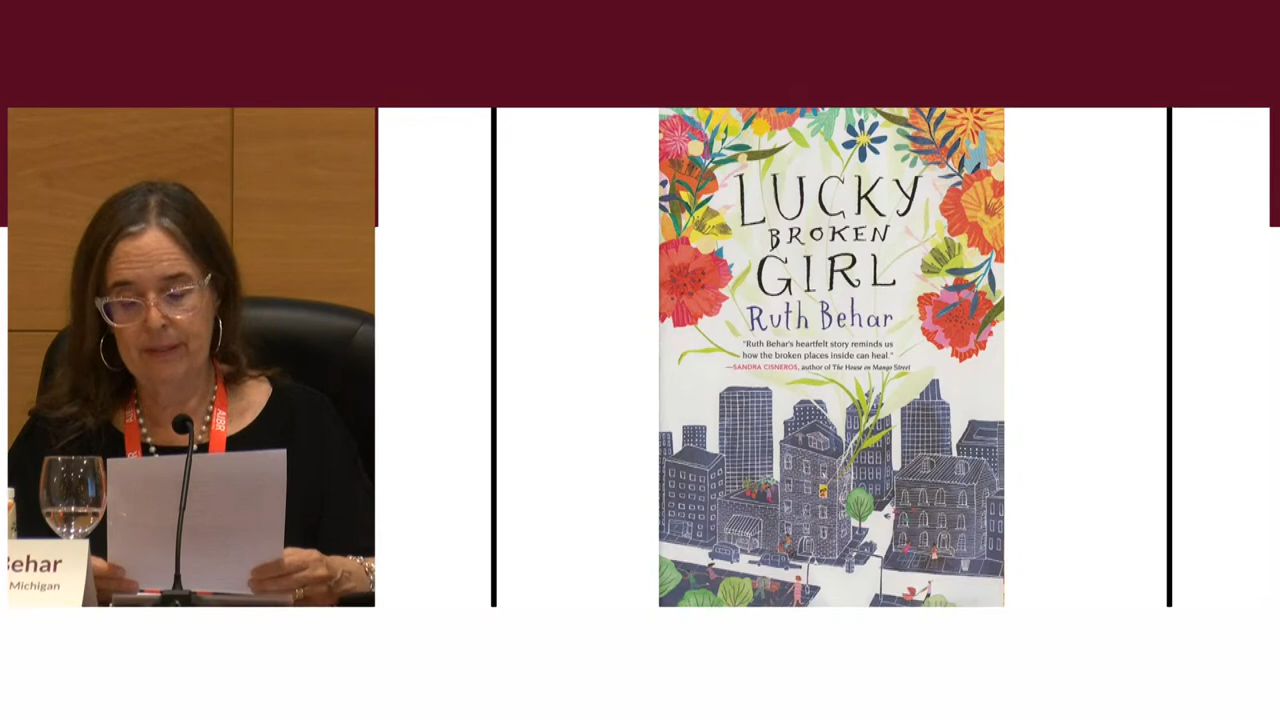 AIBR
Behar
Michigan
LUCKY
BROKEN
GIRL
Ruth Behar
"Ruth Behar's heartfelt story reminds us
how the broken places inside can heal."
—SANDRA CISNEROS, author of The House on Mango Street